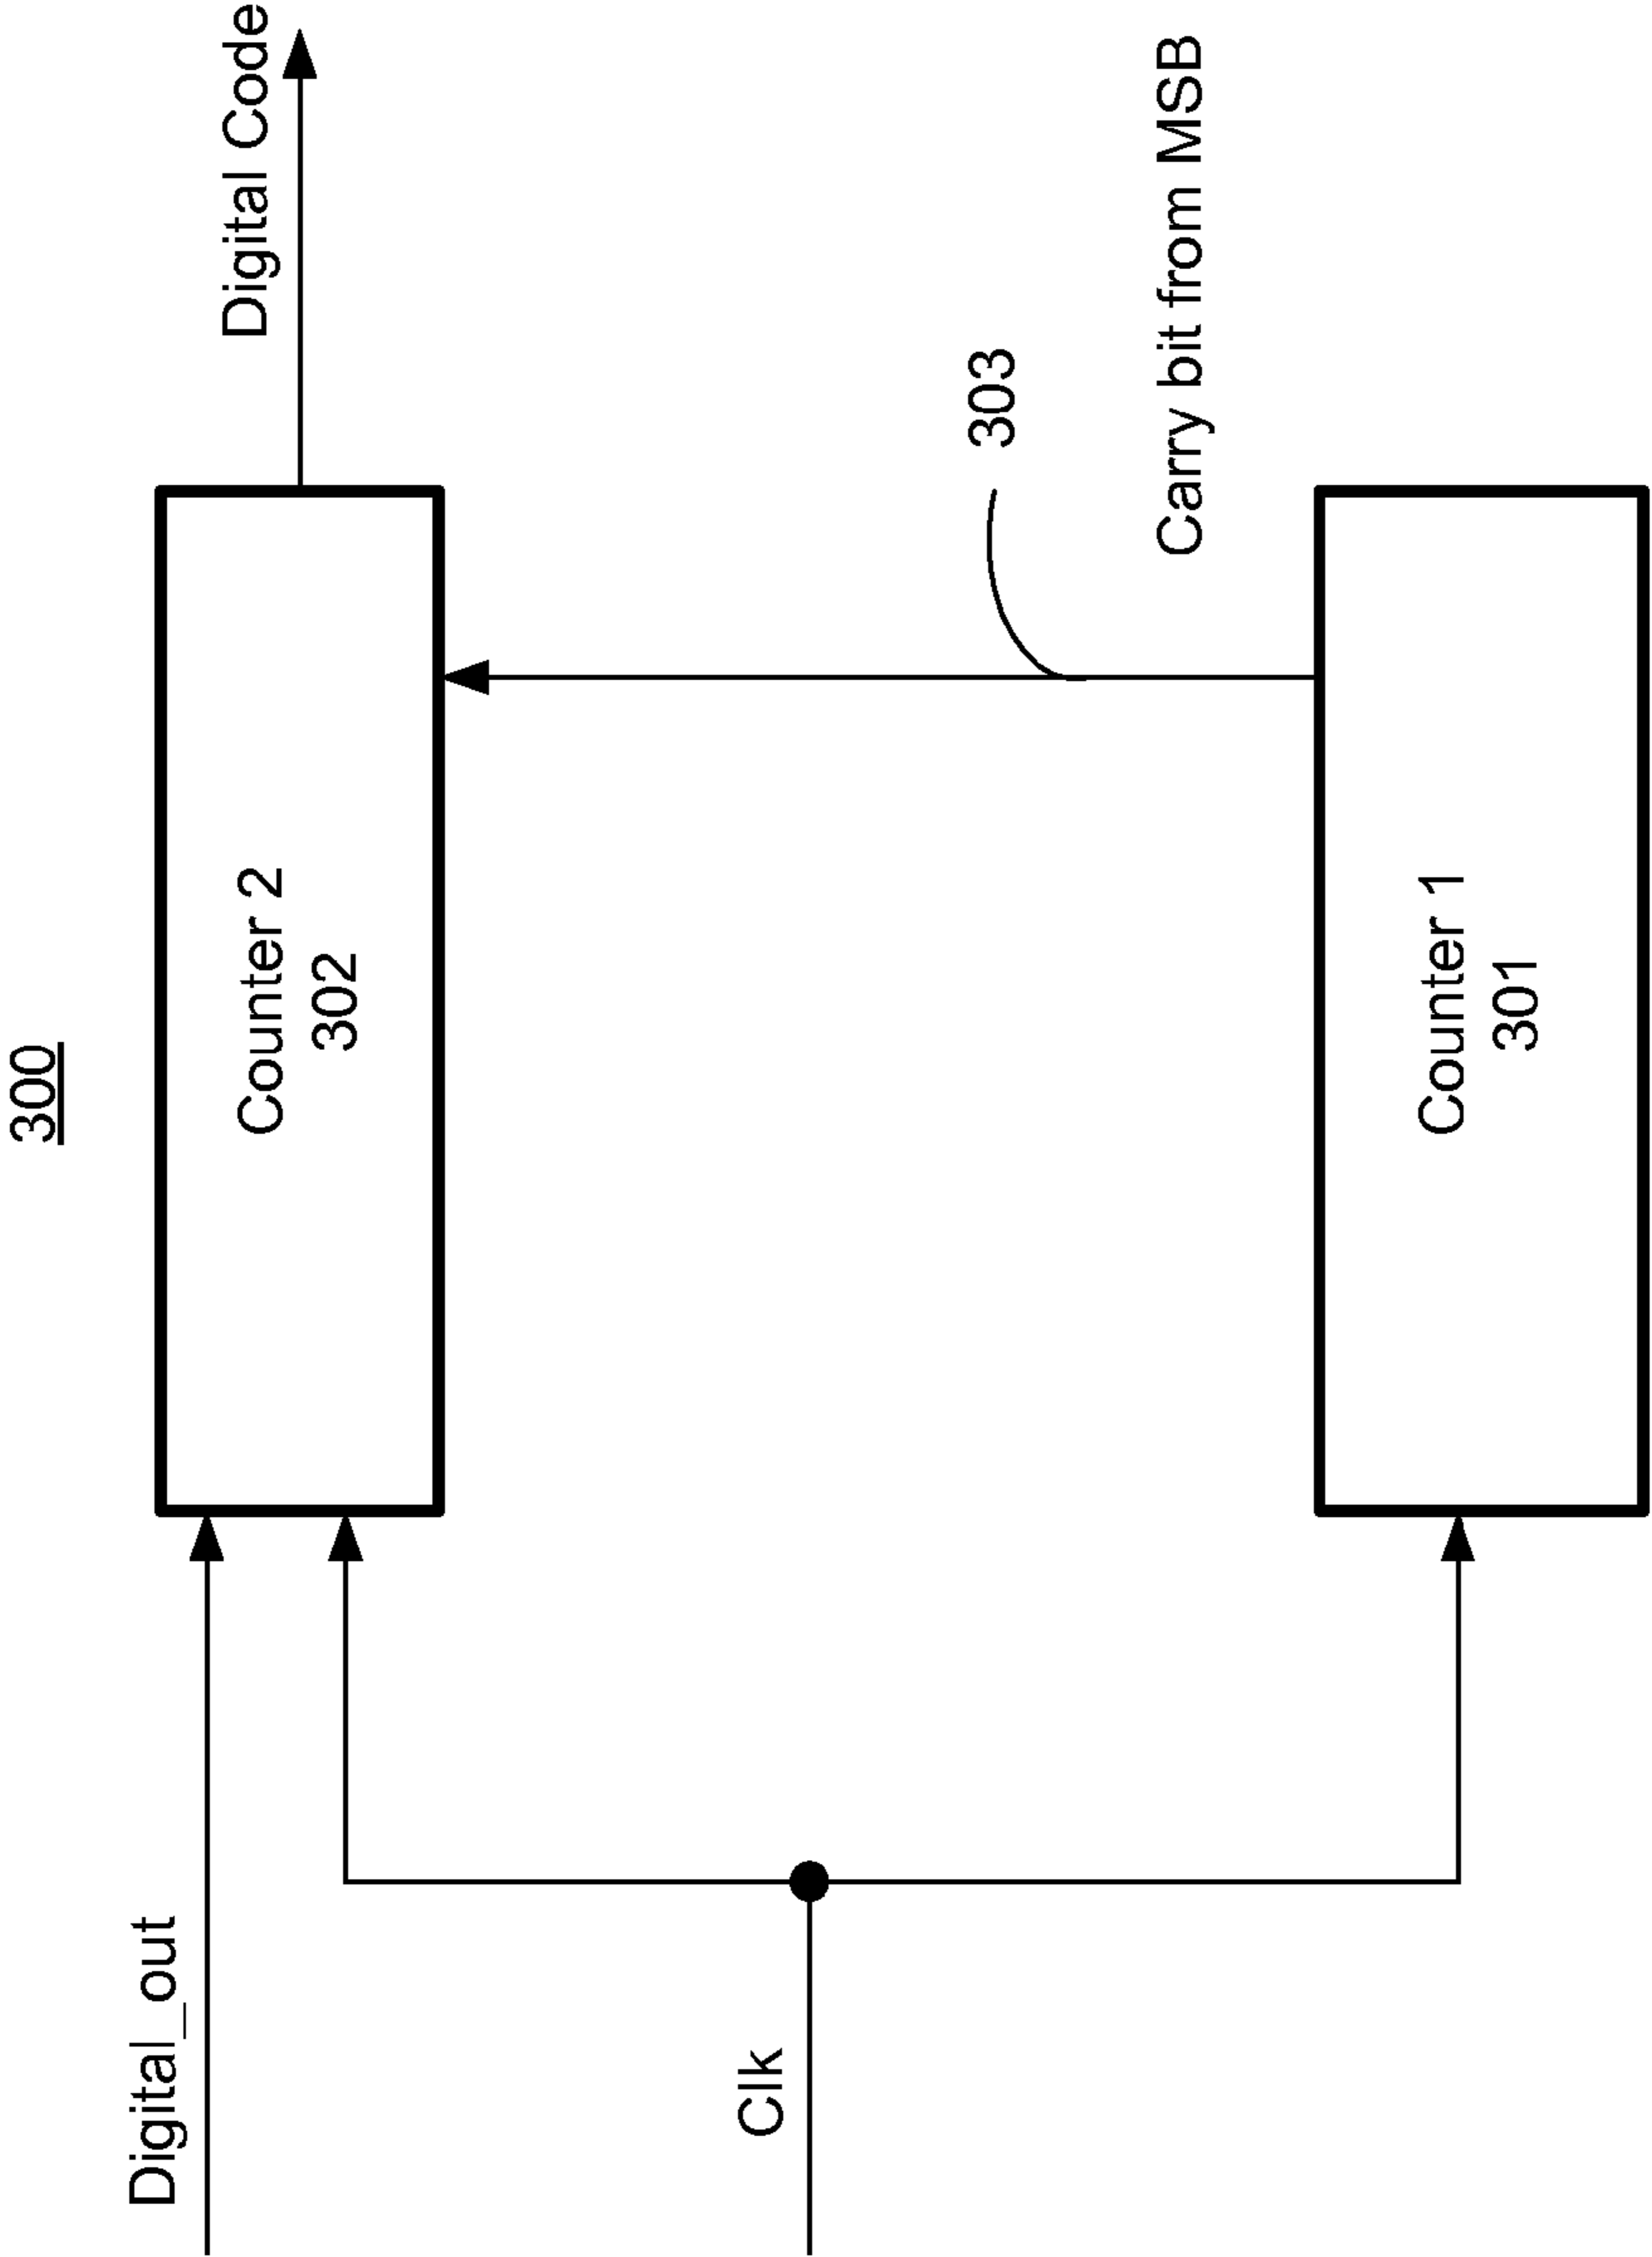 300
Digital_out
Counter 2
302
Digital Code
Clk
303
Carry bit from MSB
Counter 1
301